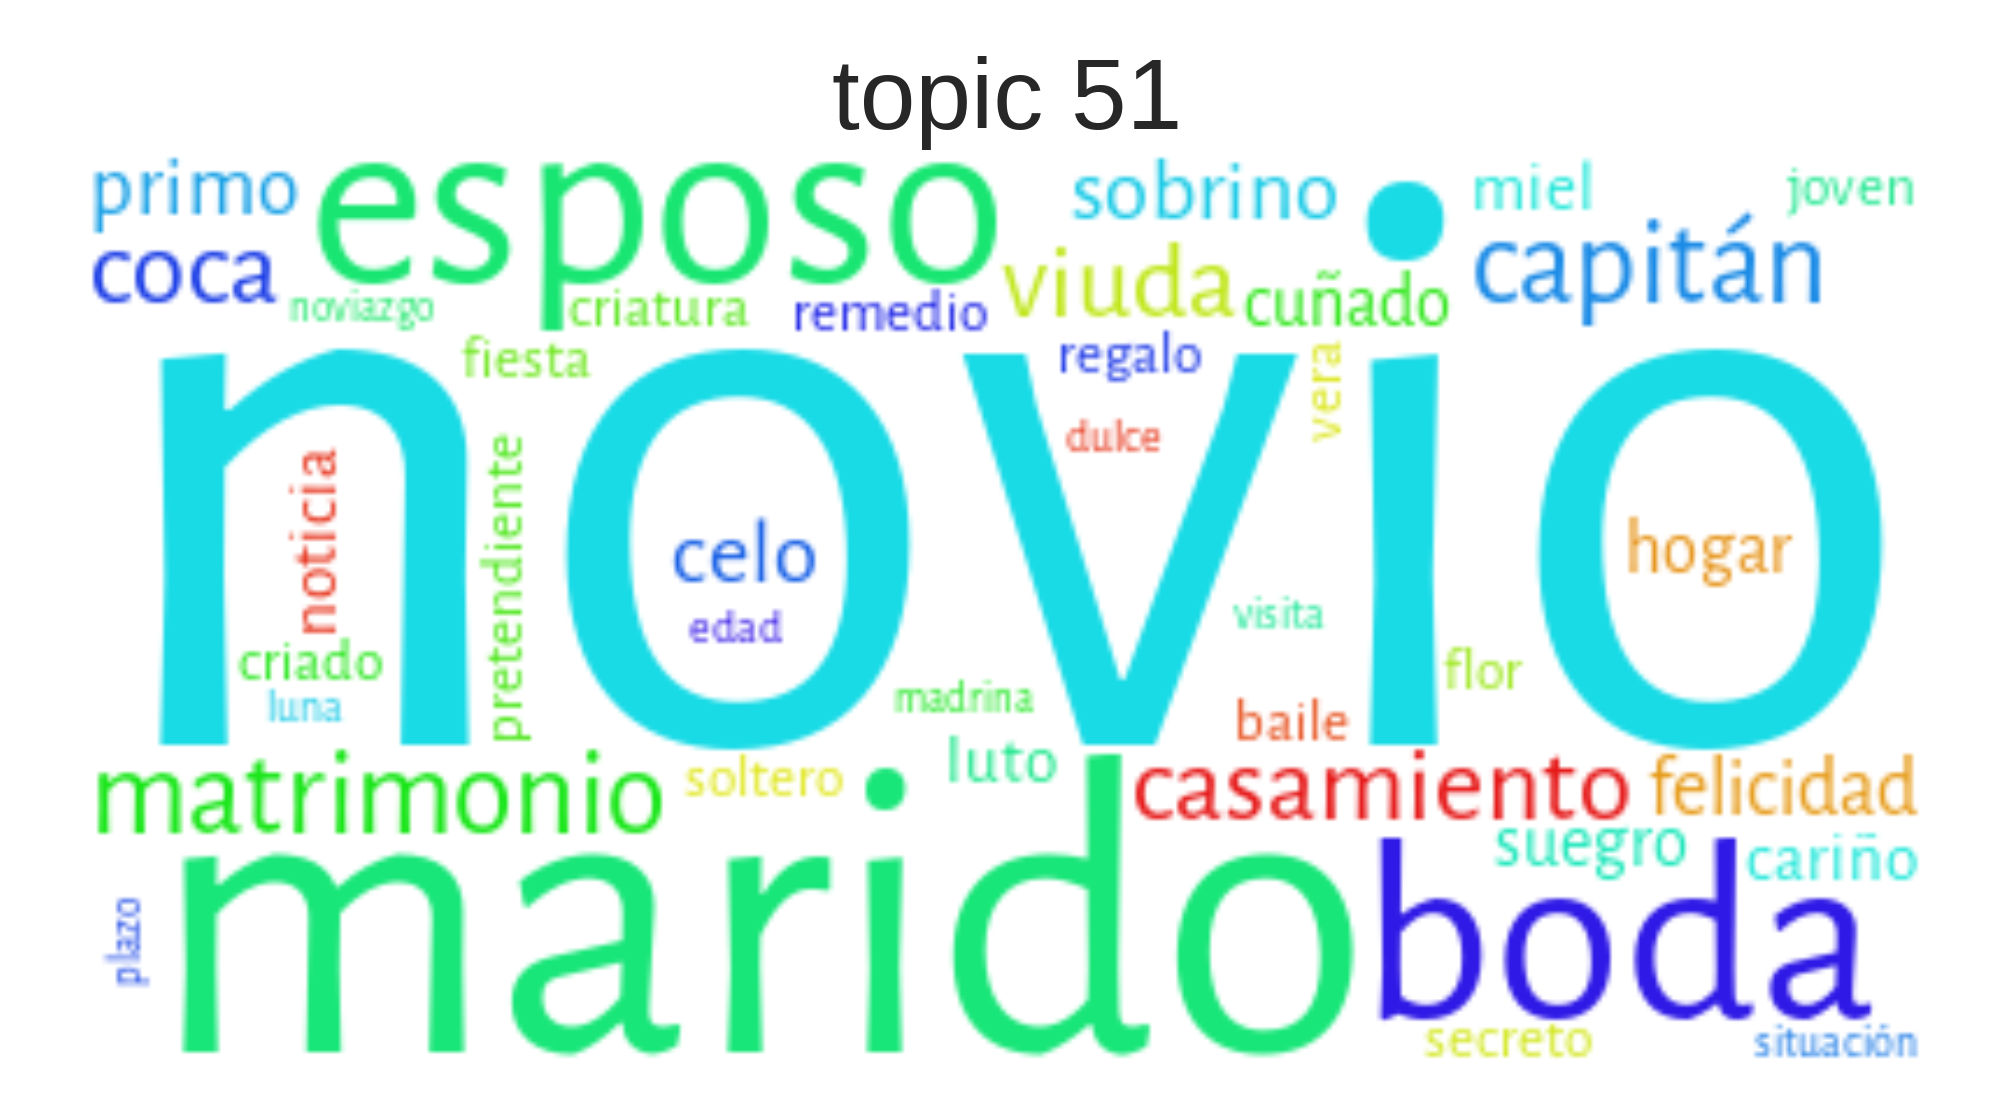 topic 51
primo
esposo
sobrino
miel
joven
coca
noviazgo
criatura
remedio
viuda
cuñado
capitán
fiesta
regalo
vera
novio
dulce
noticia
pretendiente
celo
hogar
edad
visita
criado
luna
flor
madrina
baile
matrimonio
soltero
luto
casamiento
felicidad
marido
suegro
cariño
boda
plazo
secreto
situación